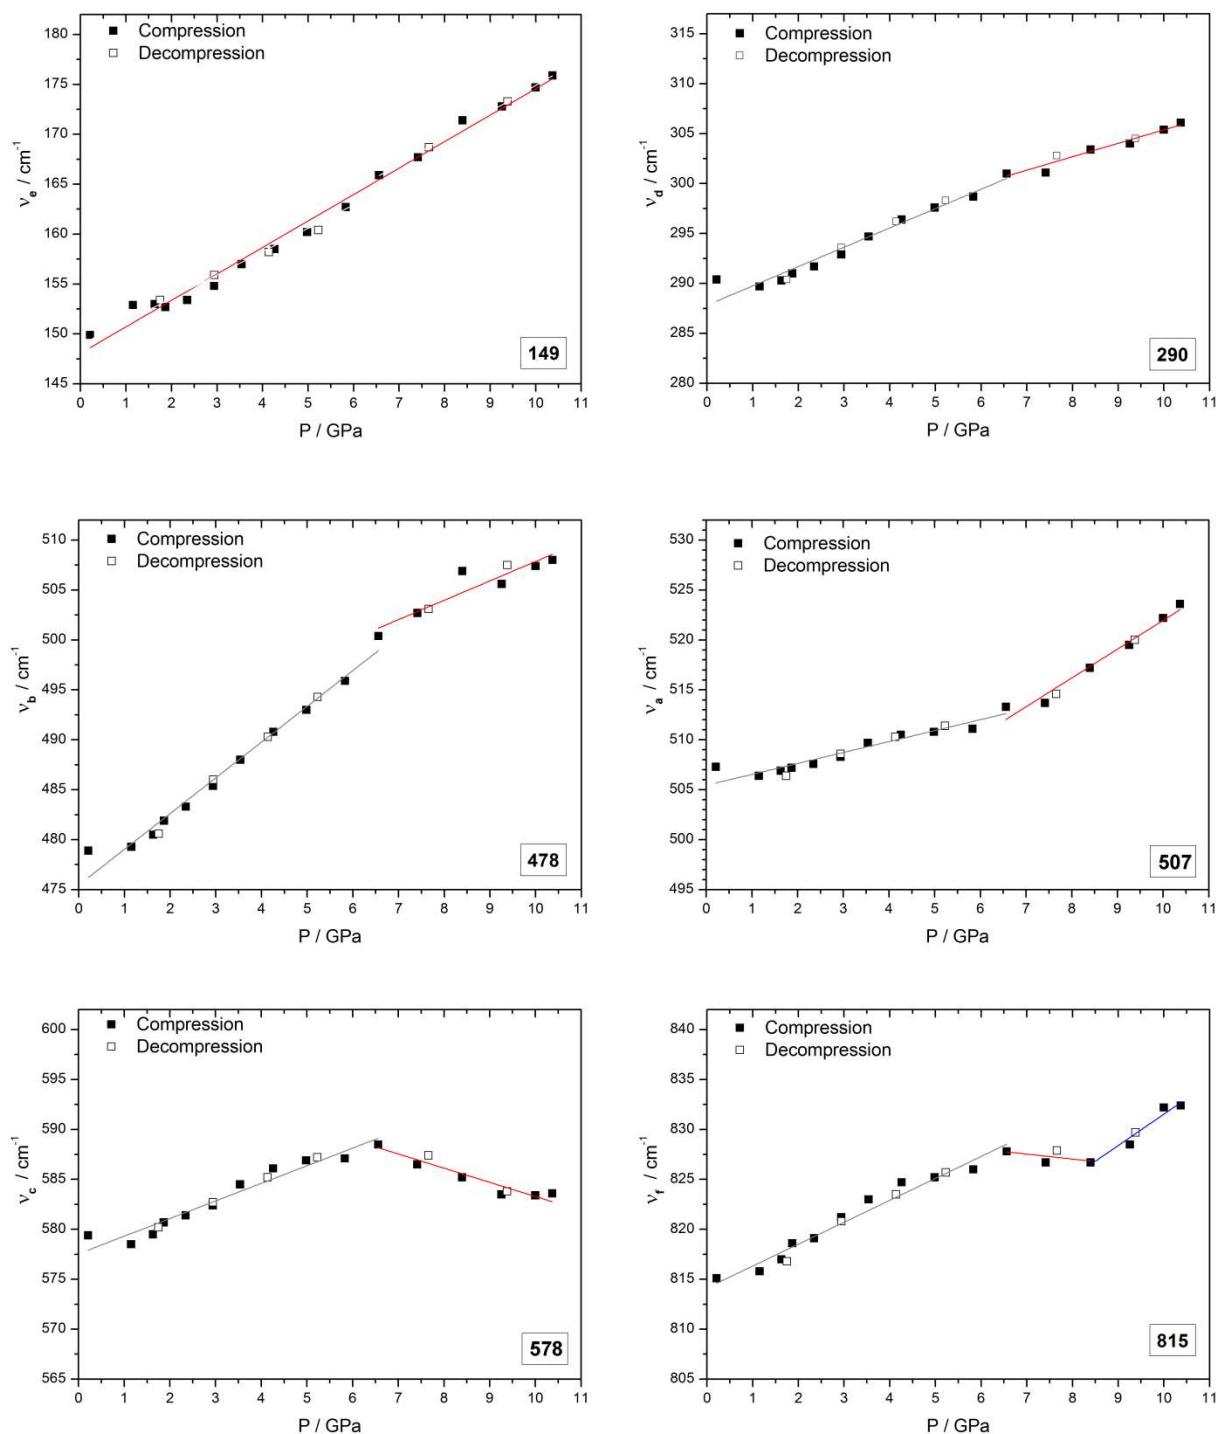 Compression
Decompression
180
175
170
165
160
155
150
145
ν_e / cm⁻¹
149
0 1 2 3 4 5 6 7 8 9 10 11
P / GPa
Compression
Decompression
315
310
305
300
295
290
285
280
ν_d / cm⁻¹
290
0 1 2 3 4 5 6 7 8 9 10 11
P / GPa
Compression
Decompression
510
505
500
495
490
485
480
475
ν_b / cm⁻¹
478
0 1 2 3 4 5 6 7 8 9 10 11
P / GPa
Compression
Decompression
530
525
520
515
510
505
500
495
ν_a / cm⁻¹
507
0 1 2 3 4 5 6 7 8 9 10 11
P / GPa
Compression
Decompression
600
595
590
585
580
575
570
565
ν_c / cm⁻¹
578
0 1 2 3 4 5 6 7 8 9 10 11
P / GPa
Compression
Decompression
840
835
830
825
820
815
810
805
ν_f / cm⁻¹
815
0 1 2 3 4 5 6 7 8 9 10 11
P / GPa